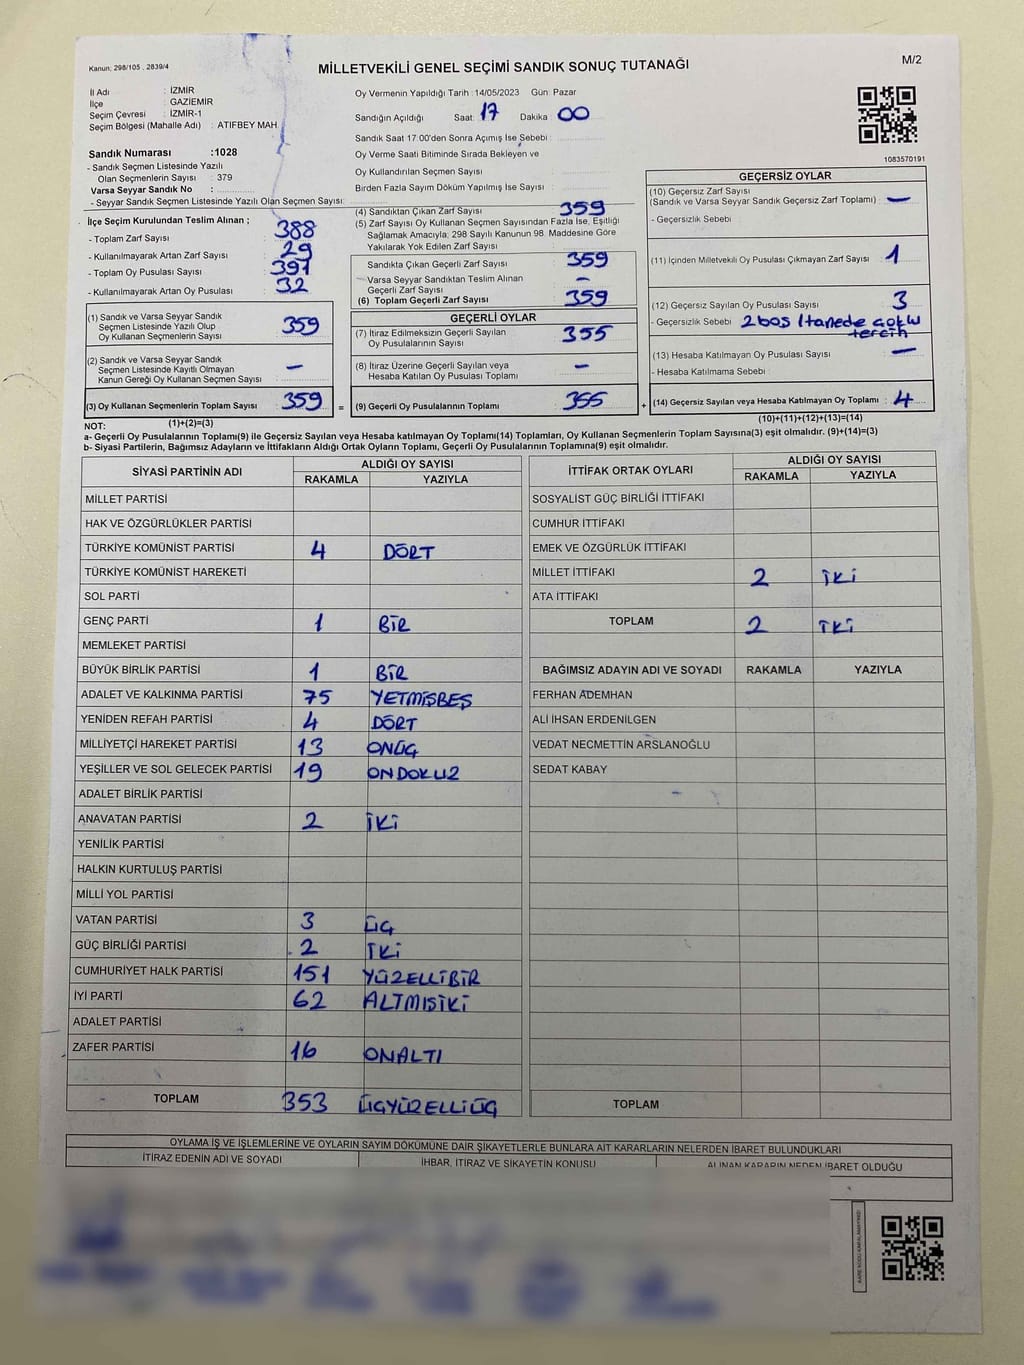 Kanun, 298/105 , 2839/4
MİLLETVEKİLİ GENEL SEÇİMİ SANDIK SONUÇ TUTANAĞI
M/2
İl Adı : İZMİR
İlçe : GAZİEMİR
Seçim Çevresi : İZMİR-1
Seçim Bölgesi (Mahalle Adı) : ATIFBEY MAH
Sandık Numarası :1028
- Sandık Seçmen Listesinde Yazılı
Olan Seçmenlerin Sayısı : 379
Varsa Seyyar Sandık No :
- Seyyar Sandık Seçmen Listesinde Yazılı Olan Seçmen Sayısı:
Oy Vermenin Yapıldığı Tarih :14/05/2023 Gün: Pazar
Sandığın Açıldığı Saat: 17 Dakika 00
Sandık Saat 17:00'den Sonra Açımış İse Sebebi :
Oy Verme Saati Bitiminde Sırada Bekleyen ve
Oy Kullandırılan Seçmen Sayısı :
Birden Fazla Sayım Döküm Yapılmış İse Sayısı :
1083570191
İlçe Seçim Kurulundan Teslim Alınan ;
- Toplam Zarf Sayısı : 388
- Kullanılmayarak Artan Zarf Sayısı : 29
- Toplam Oy Pusulası Sayısı : 391
- Kullanılmayarak Artan Oy Pusulası : 32
(4) Sandıktan Çıkan Zarf Sayısı : 359
(5) Zarf Sayısı Oy Kullanan Seçmen Sayısından Fazla İse, Eşitliği
Sağlamak Amacıyla; 298 Sayılı Kanunun 98. Maddesine Göre
Yakılarak Yok Edilen Zarf Sayısı :
Sandıkta Çıkan Geçerli Zarf Sayısı : 359
Varsa Seyyar Sandıktan Teslim Alınan
Geçerli Zarf Sayısı : -
(6) Toplam Geçerli Zarf Sayısı : 359
GEÇERSİZ OYLAR
(10) Geçersiz Zarf Sayısı
(Sandık ve Varsa Seyyar Sandık Geçersiz Zarf Toplamı) : -
- Geçersizlik Sebebi :
(11) İçinden Milletvekili Oy Pusulası Çıkmayan Zarf Sayısı : 1
(12) Geçersiz Sayılan Oy Pusulası Sayısı : 3
- Geçersizlik Sebebi : 2 boş 1 tanede çoklu
tercih
(13) Hesaba Katılmayan Oy Pusulası Sayısı : -
- Hesaba Katılmama Sebebi :
(14) Geçersiz Sayılan veya Hesaba Katılmayan Oy Toplamı : 4
(10)+(11)+(12)+(13)=(14)
(1) Sandık ve Varsa Seyyar Sandık
Seçmen Listesinde Yazılı Olup
Oy Kullanan Seçmenlerin Sayısı : 359
(2) Sandık ve Varsa Seyyar Sandık
Seçmen Listesinde Kayıtlı Olmayan
Kanun Gereği Oy Kullanan Seçmen Sayısı : -
(3) Oy Kullanan Seçmenlerin Toplam Sayısı : 359 =
(1)+(2)=(3)
GEÇERLİ OYLAR
(7) İtiraz Edilmeksizin Geçerli Sayılan
Oy Pusulalarının Sayısı : 355
(8) İtiraz Üzerine Geçerli Sayılan veya
Hesaba Katılan Oy Pusulası Toplamı : -
(9) Geçerli Oy Pusulalarının Toplamı : 355 +
NOT:
a- Geçerli Oy Pusulalarının Toplamı(9) ile Geçersiz Sayılan veya Hesaba katılmayan Oy Toplamı(14) Toplamları, Oy Kullanan Seçmenlerin Toplam Sayısına(3) eşit olmalıdır. (9)+(14)=(3)
b- Siyasi Partilerin, Bağımsız Adayların ve İttifakların Aldığı Ortak Oyların Toplamı, Geçerli Oy Pusulalarının Toplamına(9) eşit olmalıdır.
SİYASİ PARTİNİN ADI ALDIĞI OY SAYISI
RAKAMLA YAZIYLA
MİLLET PARTİSİ
HAK VE ÖZGÜRLÜKLER PARTİSİ
TÜRKİYE KOMÜNİST PARTİSİ 4 DÖRT
TÜRKİYE KOMÜNİST HAREKETİ
SOL PARTİ
GENÇ PARTİ 1 BİR
MEMLEKET PARTİSİ
BÜYÜK BİRLİK PARTİSİ 1 BİR
ADALET VE KALKINMA PARTİSİ 75 YETMİŞBEŞ
YENİDEN REFAH PARTİSİ 4 DÖRT
MİLLİYETÇİ HAREKET PARTİSİ 13 ONÜÇ
YEŞİLLER VE SOL GELECEK PARTİSİ 19 ONDOKUZ
ADALET BİRLİK PARTİSİ
ANAVATAN PARTİSİ 2 İKİ
YENİLİK PARTİSİ
HALKIN KURTULUŞ PARTİSİ
MİLLİ YOL PARTİSİ
VATAN PARTİSİ 3 ÜÇ
GÜÇ BİRLİĞİ PARTİSİ 2 İKİ
CUMHURİYET HALK PARTİSİ 151 YÜZELLİBİR
İYİ PARTİ 62 ALTMIŞİKİ
ADALET PARTİSİ
ZAFER PARTİSİ 16 ONALTI
TOPLAM 353 ÜÇYÜZELLİÜÇ
İTTİFAK ORTAK OYLARI ALDIĞI OY SAYISI
RAKAMLA YAZIYLA
SOSYALİST GÜÇ BİRLİĞİ İTTİFAKI
CUMHUR İTTİFAKI
EMEK VE ÖZGÜRLÜK İTTİFAKI
MİLLET İTTİFAKI 2 İKİ
ATA İTTİFAKI
TOPLAM 2 İKİ
BAĞIMSIZ ADAYIN ADI VE SOYADI RAKAMLA YAZIYLA
FERHAN ADEMHAN
ALİ İHSAN ERDENİLGEN
VEDAT NECMETTİN ARSLANOĞLU
SEDAT KABAY
TOPLAM
OYLAMA İŞ VE İŞLEMLERİNE VE OYLARIN SAYIM DÖKÜMÜNE DAİR ŞİKAYETLERLE BUNLARA AİT KARARLARIN NELERDEN İBARET BULUNDUKLARI
İTİRAZ EDENİN ADI VE SOYADI İHBAR, İTİRAZ VE ŞİKAYETİN KONUSU ALINAN KARARIN NEDEN İBARET OLDUĞU
KARE KODU KARALAMAYINIZ!